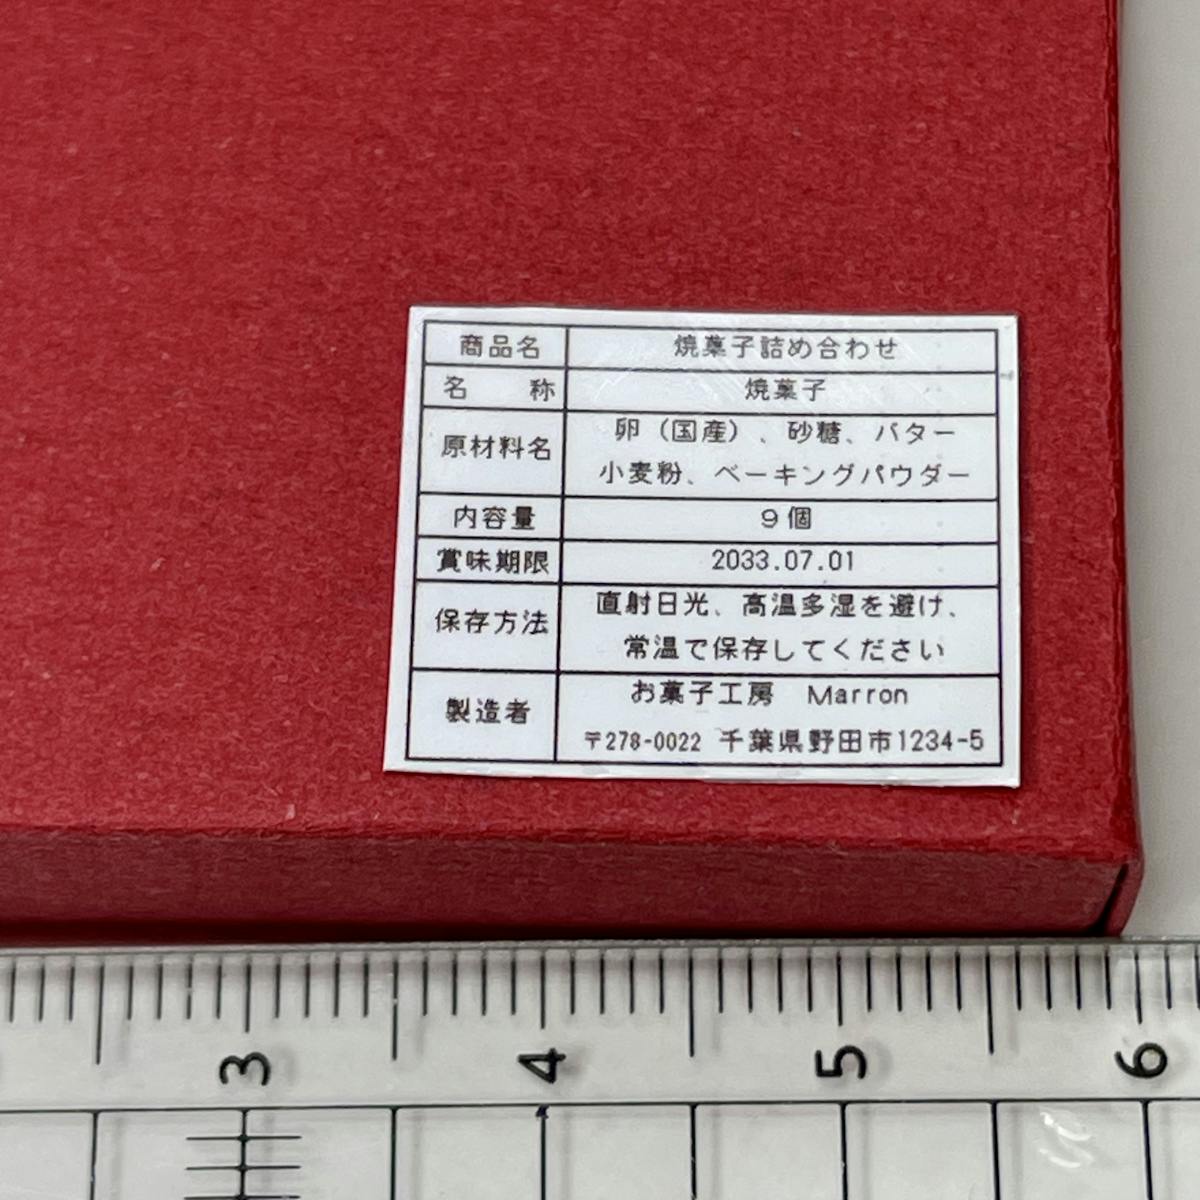 商品名 焼菓子詰め合わせ
名　称 焼菓子
原材料名 卵（国産）、砂糖、バター
小麦粉、ベーキングパウダー
内容量 9個
賞味期限 2033.07.01
保存方法 直射日光、高温多湿を避け、
常温で保存してください
製造者 お菓子工房　Marron
〒278-0022 千葉県野田市1234-5
3 4 5 6